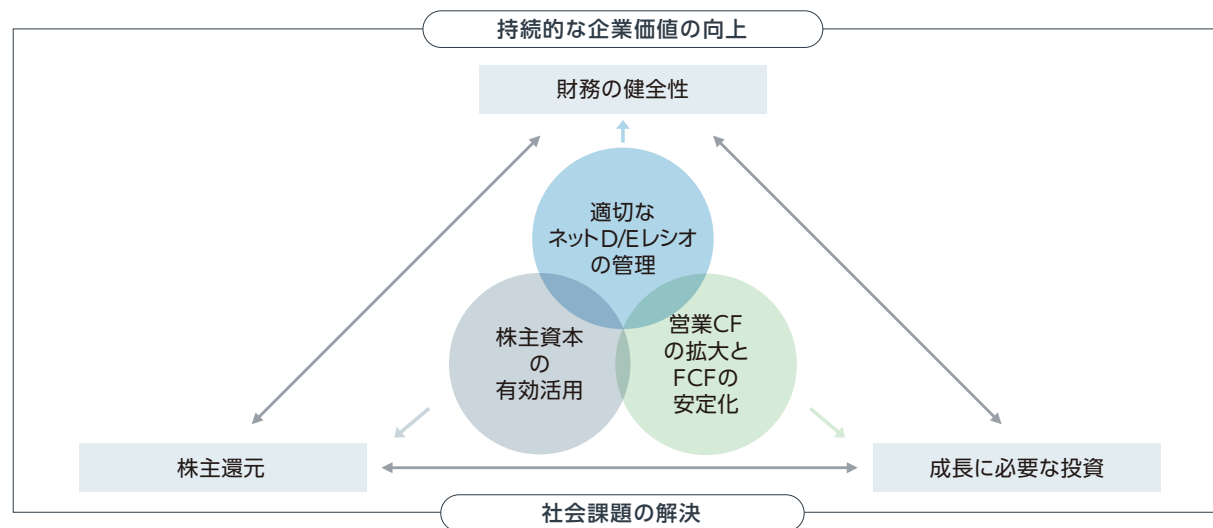 持続的な企業価値の向上
財務の健全性
適切な
ネットD/Eレシオ
の管理
株主資本
の
有効活用
営業CF
の拡大と
FCFの
安定化
株主還元
成長に必要な投資
社会課題の解決